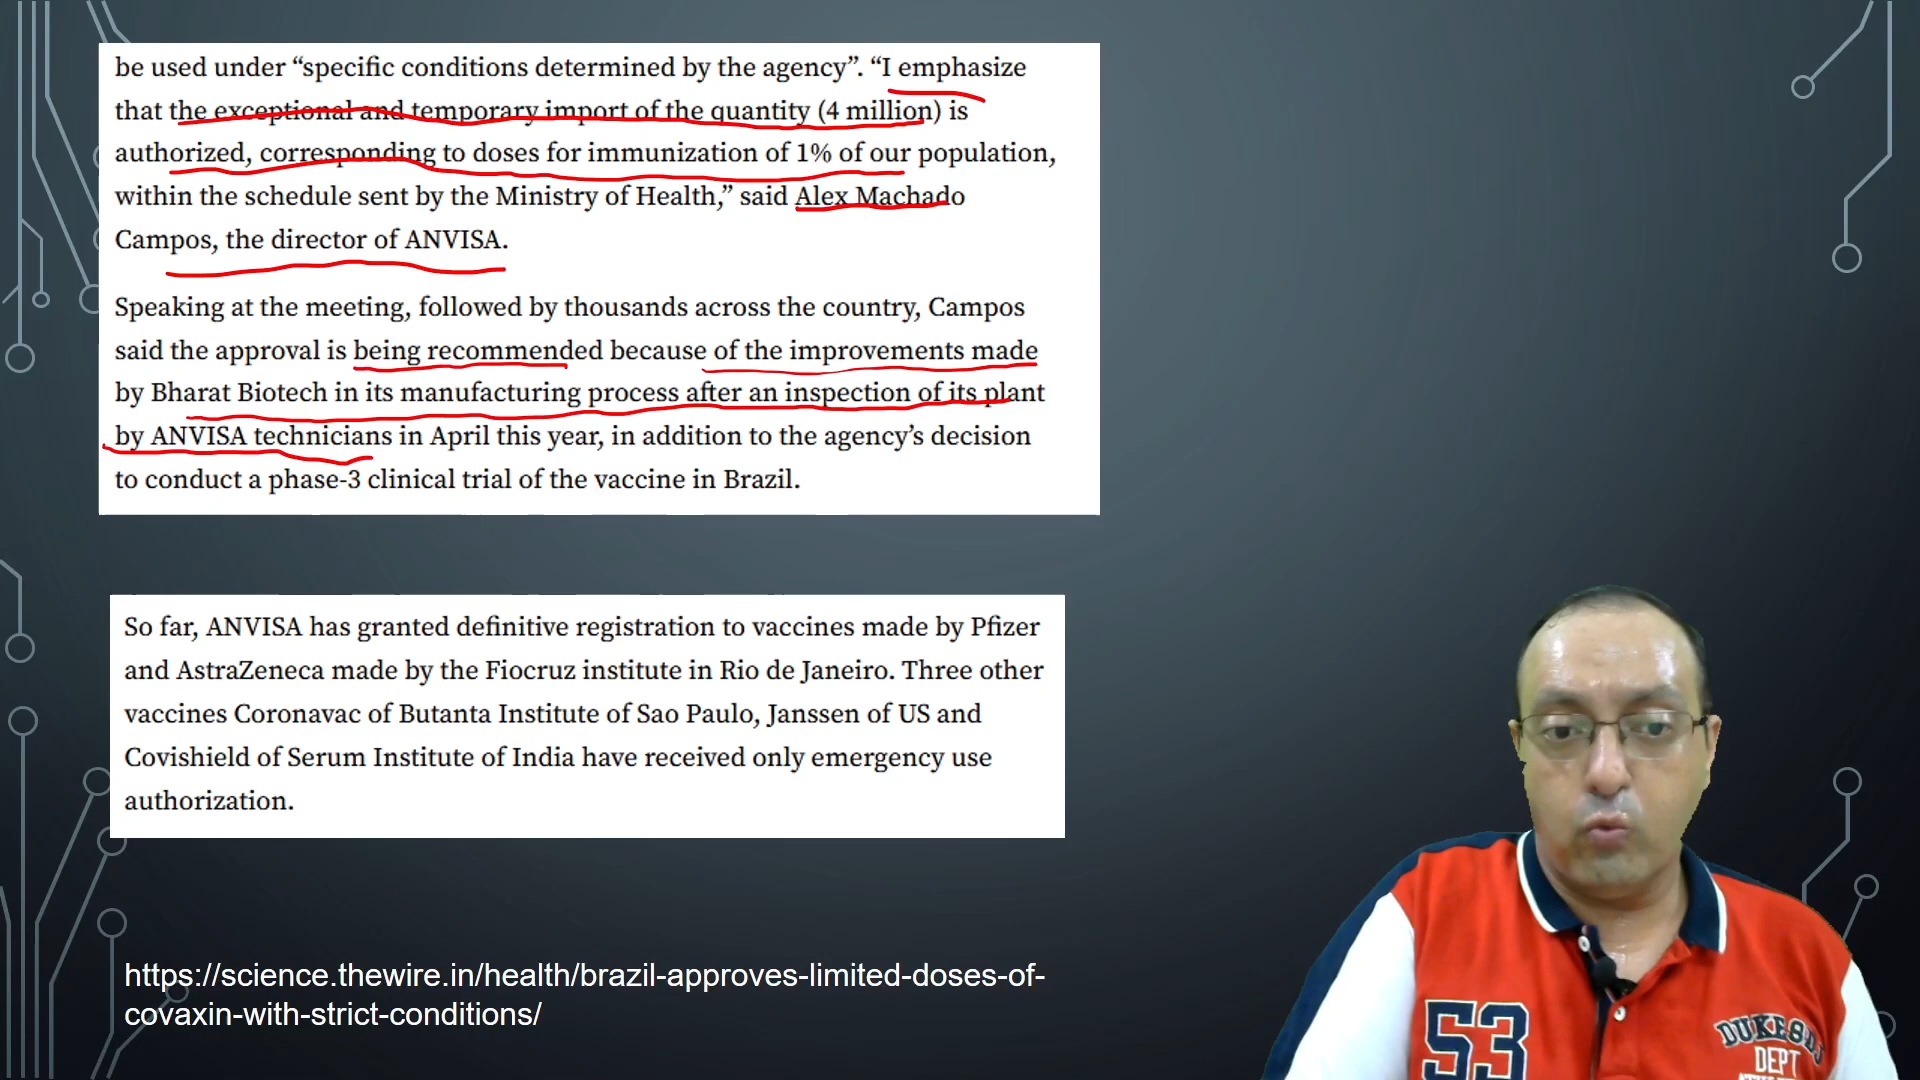 be used under “specific conditions determined by the agency”. “I emphasize
that the exceptional and temporary import of the quantity (4 million) is
authorized, corresponding to doses for immunization of 1% of our population,
within the schedule sent by the Ministry of Health,” said Alex Machado
Campos, the director of ANVISA.
Speaking at the meeting, followed by thousands across the country, Campos
said the approval is being recommended because of the improvements made
by Bharat Biotech in its manufacturing process after an inspection of its plant
by ANVISA technicians in April this year, in addition to the agency’s decision
to conduct a phase-3 clinical trial of the vaccine in Brazil.
So far, ANVISA has granted definitive registration to vaccines made by Pfizer
and AstraZeneca made by the Fiocruz institute in Rio de Janeiro. Three other
vaccines Coronavac of Butanta Institute of Sao Paulo, Janssen of US and
Covishield of Serum Institute of India have received only emergency use
authorization.
https://science.thewire.in/health/brazil-approves-limited-doses-of-
covaxin-with-strict-conditions/
53
DEPT